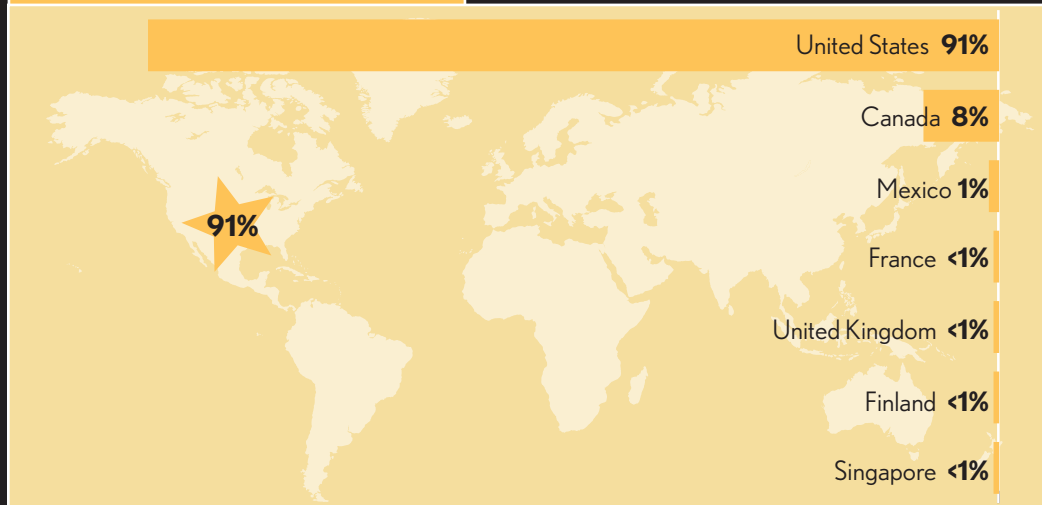 United States 91%
Canada 8%
Mexico 1%
91%
France <1%
United Kingdom <1%
Finland <1%
Singapore <1%